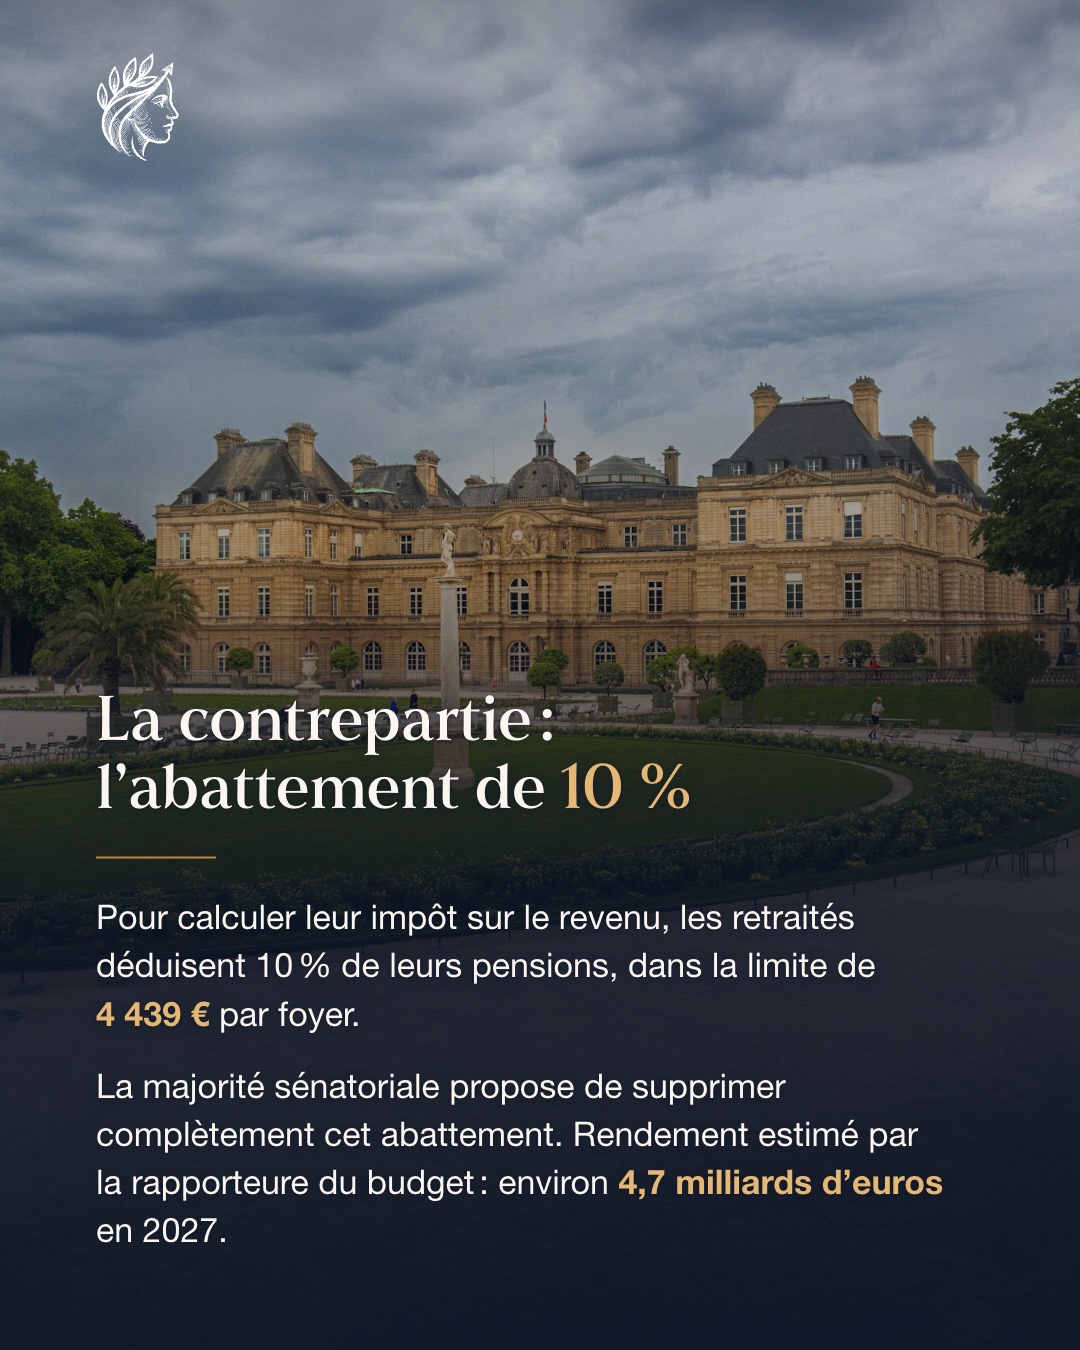 La contrepartie :
l’abattement de 10 %
Pour calculer leur impôt sur le revenu, les retraités
déduisent 10 % de leurs pensions, dans la limite de
4 439 € par foyer.
La majorité sénatoriale propose de supprimer
complètement cet abattement. Rendement estimé par
la rapporteure du budget : environ 4,7 milliards d’euros
en 2027.